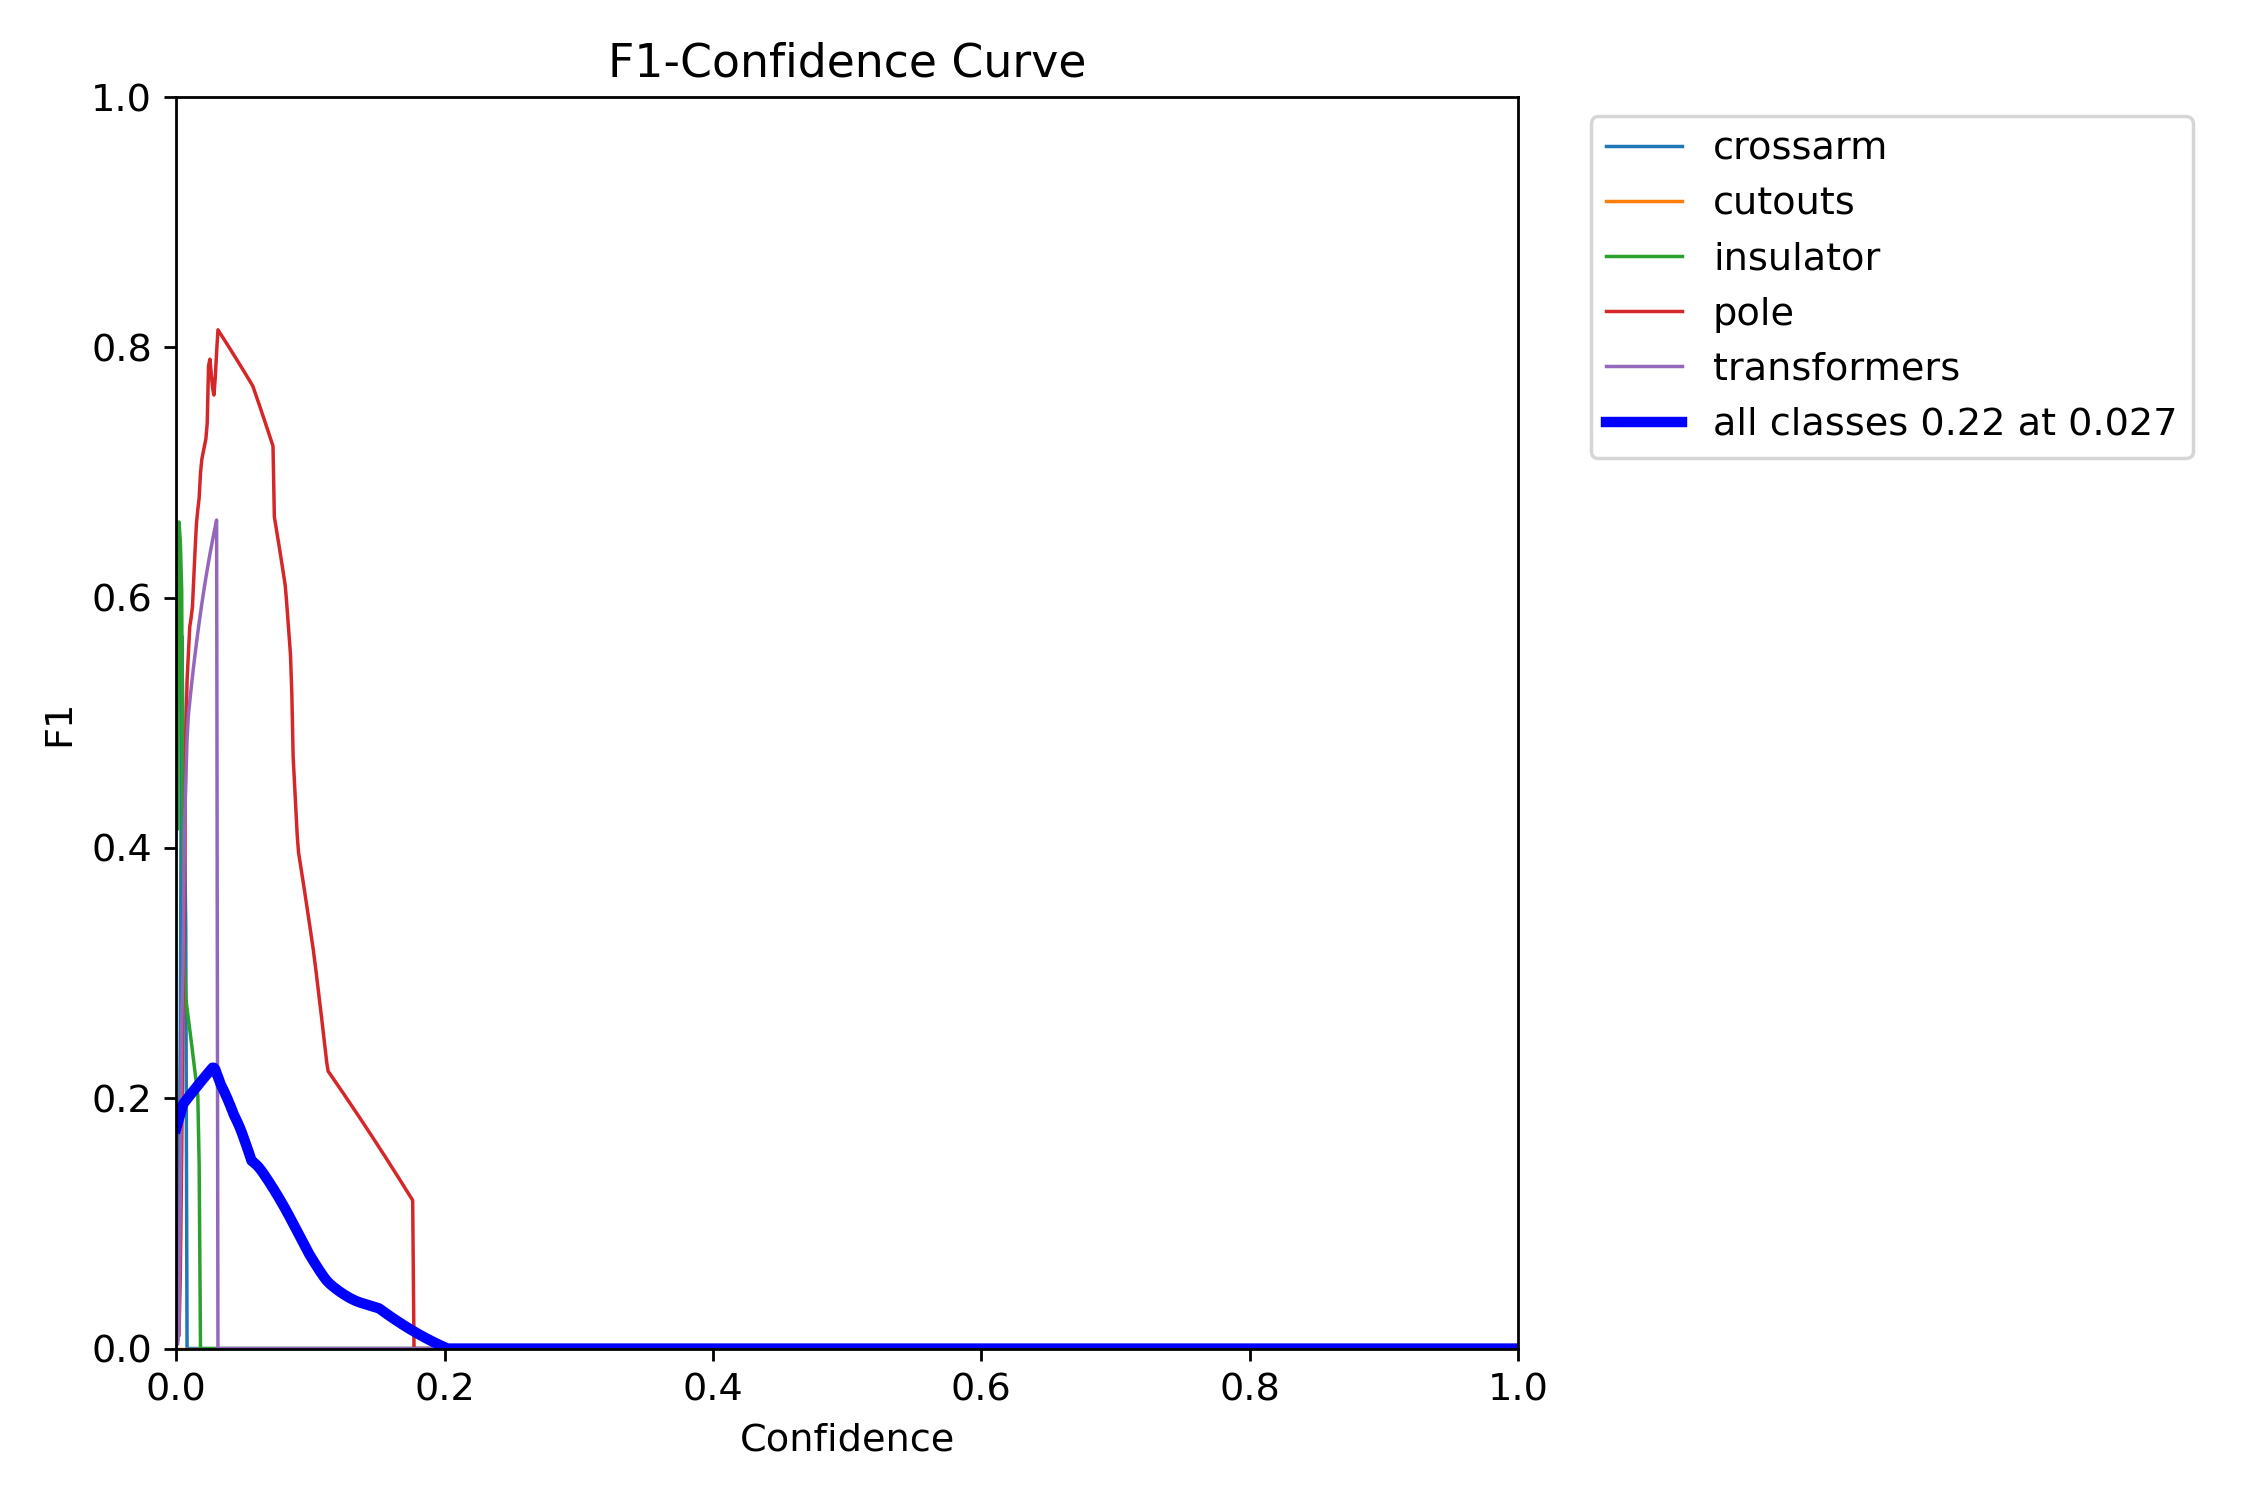 F1-Confidence Curve
1.0
0.8
0.6
0.4
0.2
0.0
F1
0.0 0.2 0.4 0.6 0.8 1.0
Confidence
crossarm
cutouts
insulator
pole
transformers
all classes 0.22 at 0.027